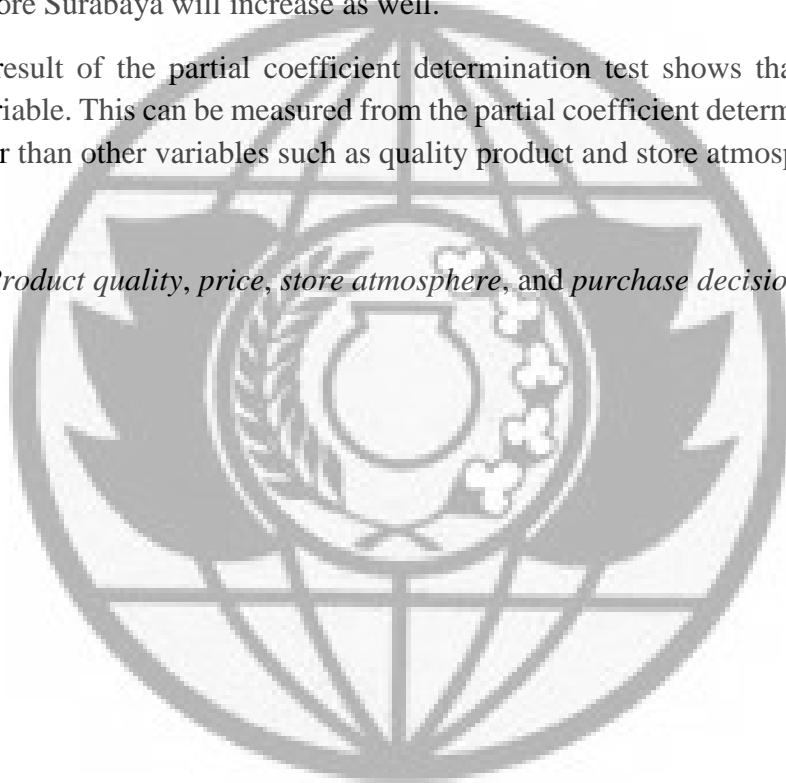 ore Surabaya will increase as well.
result of the partial coefficient determination test shows tha
riable. This can be measured from the partial coefficient determ
r than other variables such as quality product and store atmosp
Product quality, price, store atmosphere, and purchase decisio